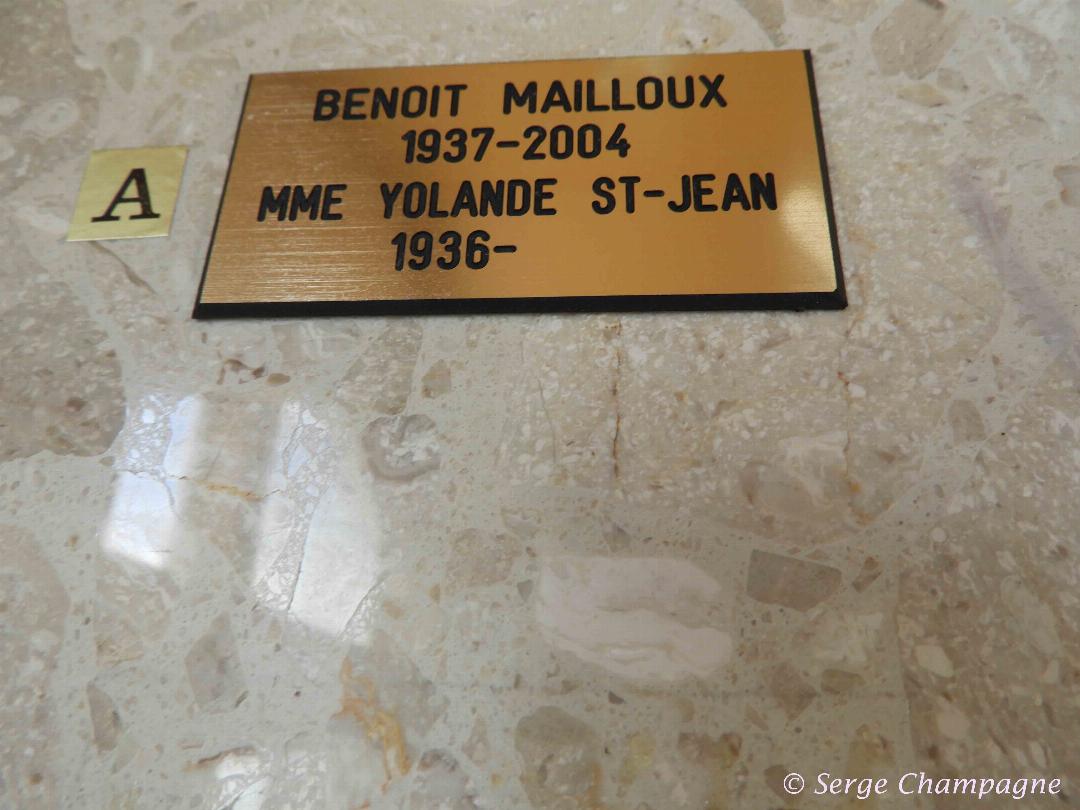 BENOIT MAILLOUX
1937-2004
MME YOLANDE ST-JEAN
1936-
A
© Serge Champagne